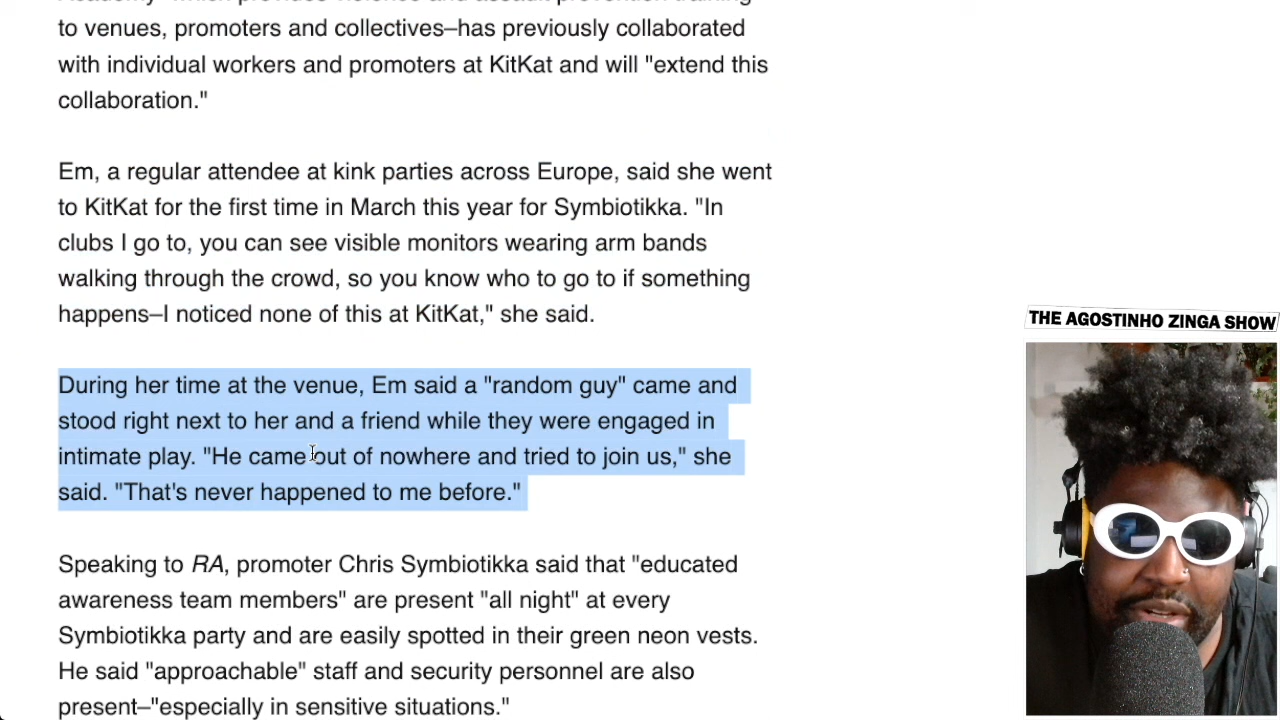 to venues, promoters and collectives–has previously collaborated
with individual workers and promoters at KitKat and will "extend this
collaboration."
Em, a regular attendee at kink parties across Europe, said she went
to KitKat for the first time in March this year for Symbiotikka. "In
clubs I go to, you can see visible monitors wearing arm bands
walking through the crowd, so you know who to go to if something
happens–I noticed none of this at KitKat," she said.
During her time at the venue, Em said a "random guy" came and
stood right next to her and a friend while they were engaged in
intimate play. "He came out of nowhere and tried to join us," she
said. "That's never happened to me before."
Speaking to RA, promoter Chris Symbiotikka said that "educated
awareness team members" are present "all night" at every
Symbiotikka party and are easily spotted in their green neon vests.
He said "approachable" staff and security personnel are also
present–"especially in sensitive situations."
THE AGOSTINHO ZINGA SHOW